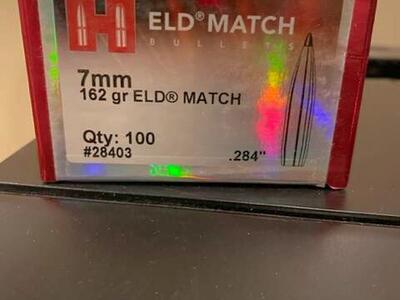 H ELD® MATCH
BULLETS
7mm
162 gr ELD® MATCH
Qty: 100
#28403 .284"